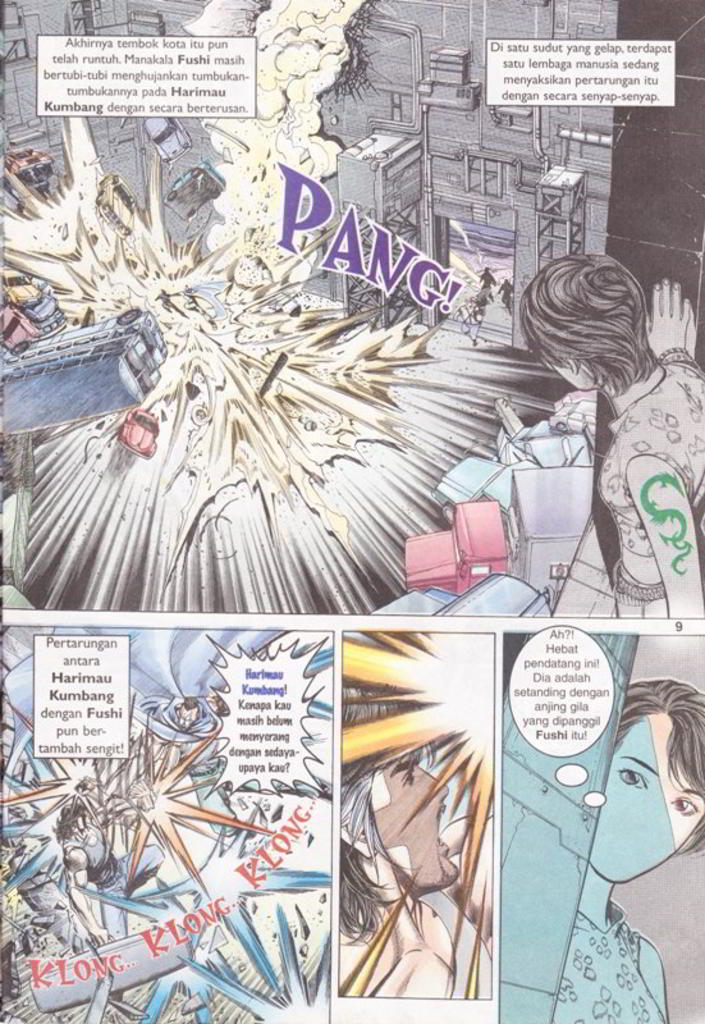 Akhirnya tembok kota itu pun
telah runtuh. Manakala Fushi masih
bertubi-tubi menghujankan tumbukan-
tumbukannya pada Harimau
Kumbang dengan secara berterusan.
Di satu sudut yang gelap, terdapat
satu lembaga manusia sedang
menyaksikan pertarungan itu
dengan secara senyap-senyap.
PANG!
9
Pertarungan
antara
Harimau
Kumbang
dengan Fushi
pun ber-
tambah sengit!
Harimau
Kumbang!
Kenapa kau
masih belum
menyerang
dengan sedaya-
upaya kau?
KLONG... KLONG... KLONG... KLONG...
Ah?!
Hebat
pendatang ini!
Dia adalah
setanding dengan
anjing gila
yang dipanggil
Fushi itu!